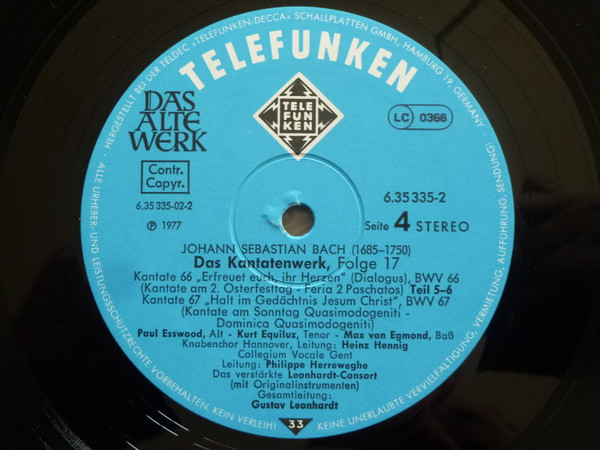 HERGESTELLT BEI DER TELDEC »TELEFUNKEN-DECCA« SCHALLPLATTEN GMBH, HAMBURG 19, GERMANY
TELEFUNKEN
DAS
ALTE
WERK
TELE
FUN
KEN
LC 0366
Contr.
Copyr.
6.35335-02-2
6.35335-2
℗ 1977
Seite 4 STEREO
JOHANN SEBASTIAN BACH (1685–1750)
Das Kantatenwerk, Folge 17
Kantate 66 „Erfreuet euch, ihr Herzen" (Dialogus), BWV 66
(Kantate am 2. Osterfesttag - Feria 2 Paschatos) Teil 5–6
Kantate 67 „Halt im Gedächtnis Jesum Christ", BWV 67
(Kantate am Sonntag Quasimodogeniti -
Dominica Quasimodogeniti)
Paul Esswood, Alt - Kurt Equiluz, Tenor - Max van Egmond, Baß
Knabenchor Hannover, Leitung: Heinz Hennig
Collegium Vocale Gent
Leitung: Philippe Herreweghe
Das verstärkte Leonhardt-Consort
(mit Originalinstrumenten)
Gesamtleitung:
Gustav Leonhardt
33
ALLE URHEBER- UND LEISTUNGSSCHUTZRECHTE VORBEHALTEN. KEIN VERLEIH! KEINE UNERLAUBTE VERVIELFÄLTIGUNG, VERMIETUNG, AUFFÜHRUNG, SENDUNG!